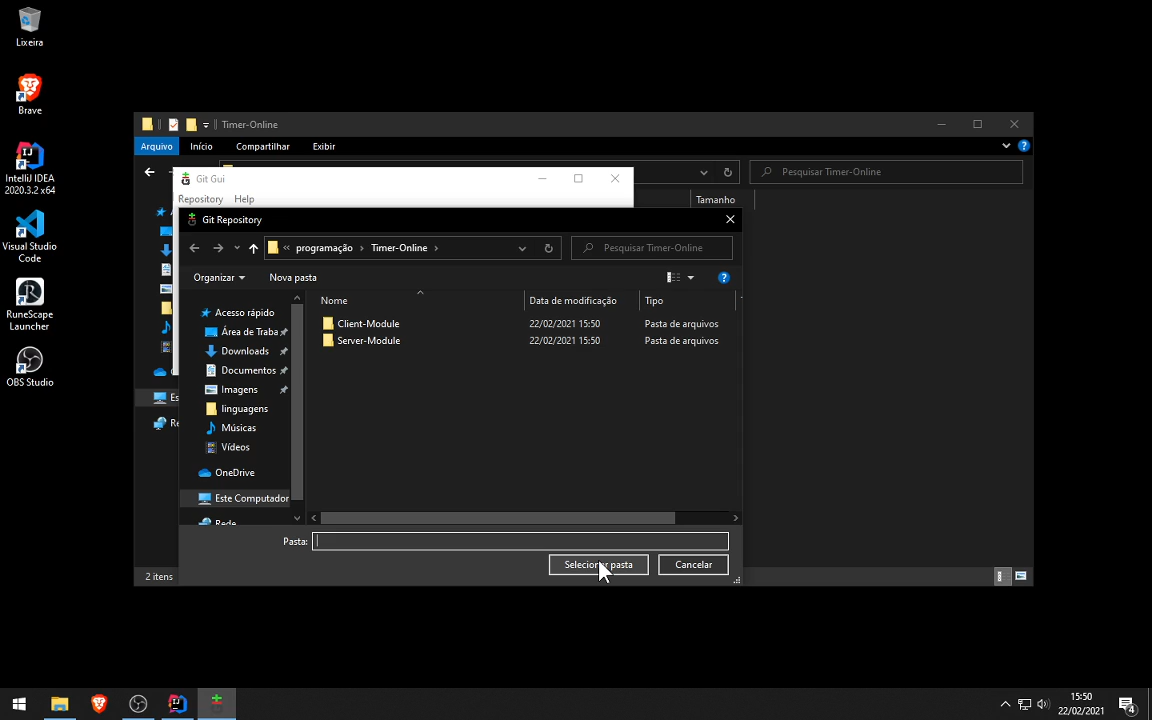 Lixeira
Brave
IntelliJ IDEA
2020.3.2 x64
Visual Studio
Code
RuneScape
Launcher
OBS Studio
Timer-Online
Arquivo Início Compartilhar Exibir
Pesquisar Timer-Online
Tamanho
2 itens
Git Gui
Repository Help
Git Repository
« programação › Timer-Online ›
Pesquisar Timer-Online
Organizar Nova pasta
Nome Data de modificação Tipo
Client-Module 22/02/2021 15:50 Pasta de arquivos
Server-Module 22/02/2021 15:50 Pasta de arquivos
Acesso rápido
Área de Traba
Downloads
Documentos
Imagens
linguagens
Músicas
Vídeos
OneDrive
Este Computador
Rede
Pasta:
Selecionar pasta Cancelar
15:50
22/02/2021
4